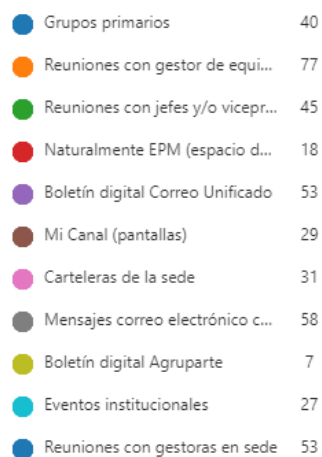 Grupos primarios 40
Reuniones con gestor de equi... 77
Reuniones con jefes y/o vicepr... 45
Naturalmente EPM (espacio d... 18
Boletín digital Correo Unificado 53
Mi Canal (pantallas) 29
Carteleras de la sede 31
Mensajes correo electrónico c... 58
Boletín digital Agruparte 7
Eventos institucionales 27
Reuniones con gestoras en sede 53